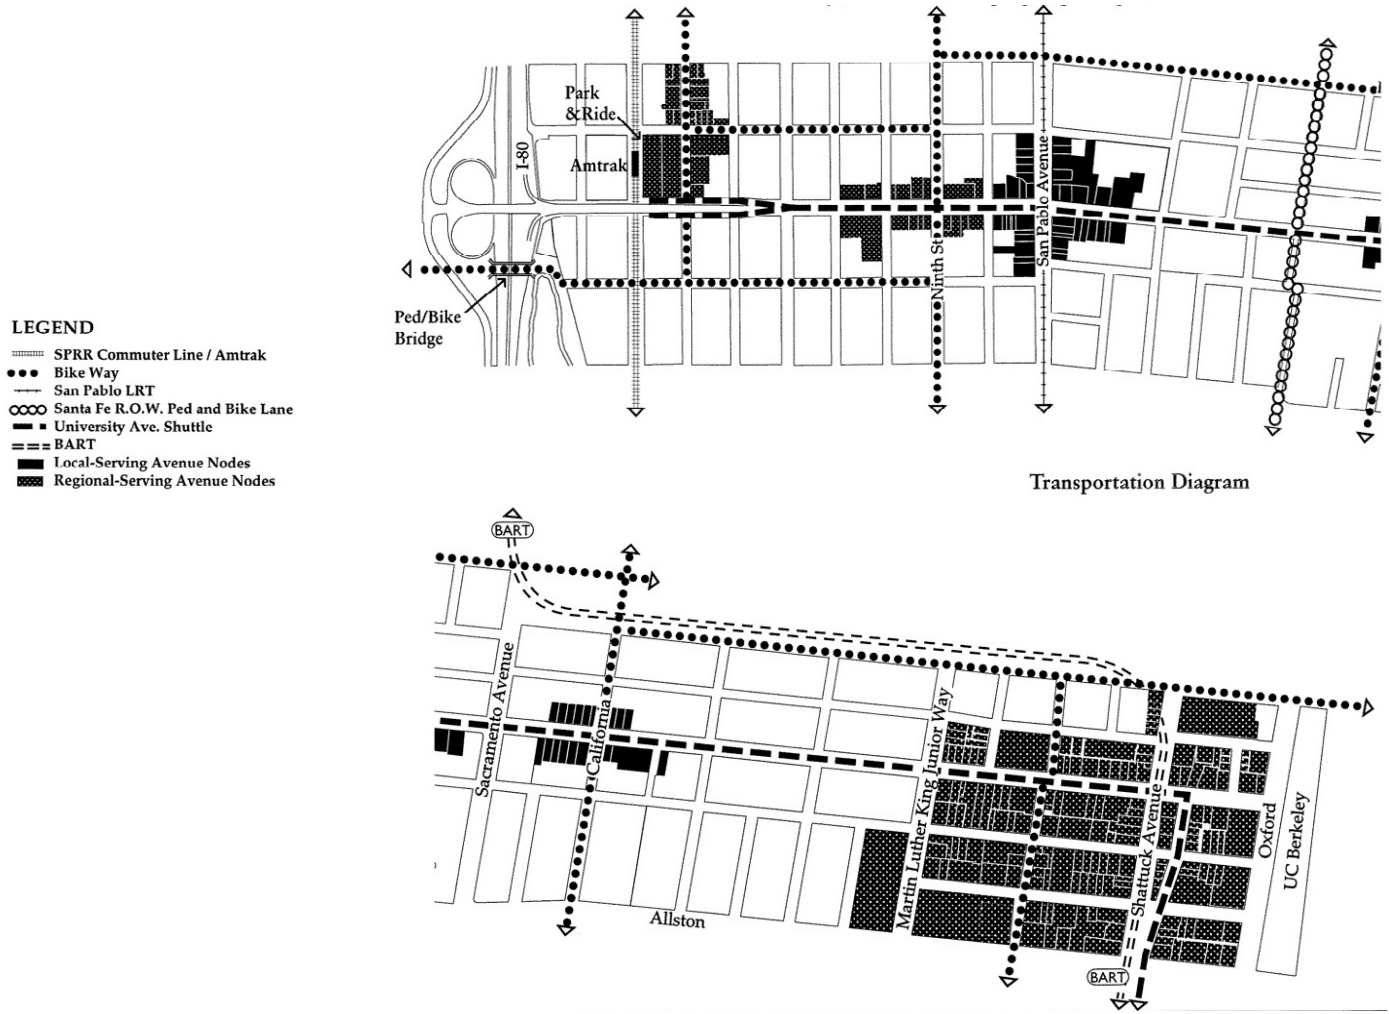 Park
&Ride
I-80
Amtrak
San Pablo Avenue
Ninth St
Ped/Bike
Bridge
LEGEND
SPRR Commuter Line / Amtrak
Bike Way
San Pablo LRT
Santa Fe R.O.W. Ped and Bike Lane
University Ave. Shuttle
BART
Local-Serving Avenue Nodes
Regional-Serving Avenue Nodes
Transportation Diagram
BART
Sacramento Avenue
California
Martin Luther King Junior Way
Shattuck Avenue
Oxford
UC Berkeley
Allston
BART